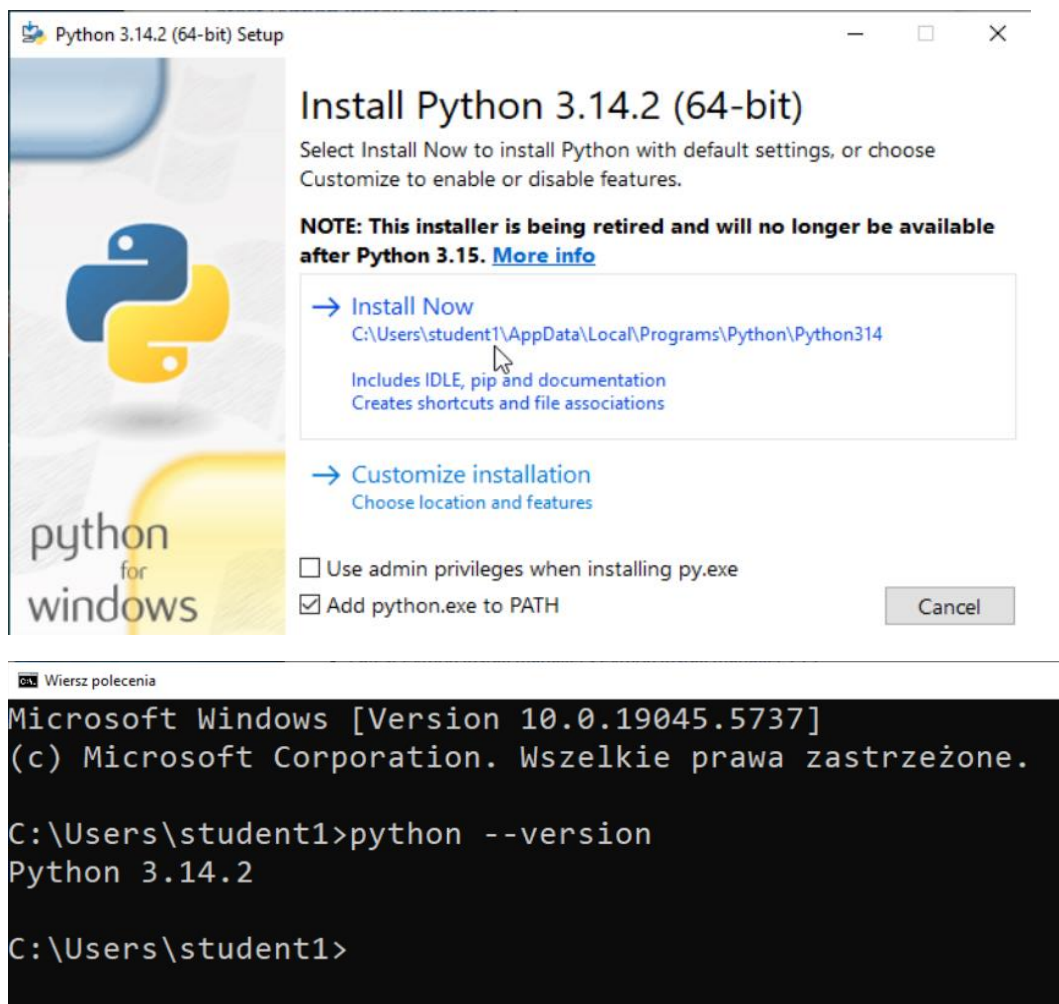 Python 3.14.2 (64-bit) Setup
Install Python 3.14.2 (64-bit)
Select Install Now to install Python with default settings, or choose
Customize to enable or disable features.
NOTE: This installer is being retired and will no longer be available
after Python 3.15. More info
Install Now
C:\Users\student1\AppData\Local\Programs\Python\Python314
Includes IDLE, pip and documentation
Creates shortcuts and file associations
Customize installation
Choose location and features
python
for
windows
Use admin privileges when installing py.exe
Add python.exe to PATH
Cancel
Wiersz polecenia
Microsoft Windows [Version 10.0.19045.5737]
(c) Microsoft Corporation. Wszelkie prawa zastrzeżone.
C:\Users\student1>python --version
Python 3.14.2
C:\Users\student1>